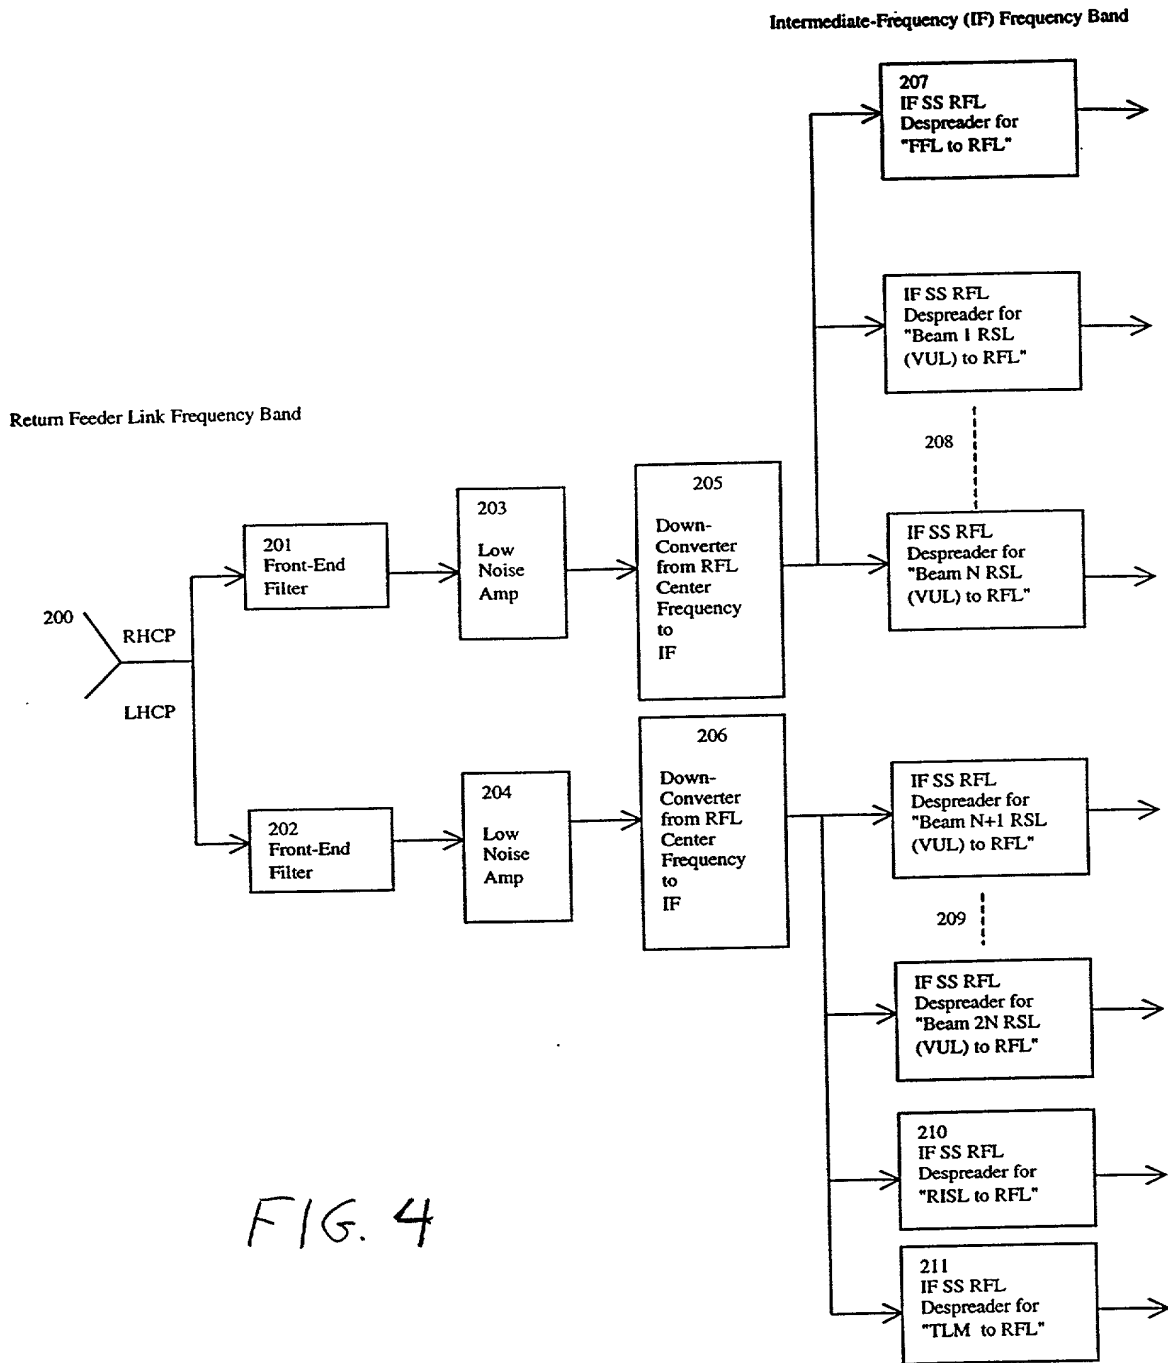 Intermediate-Frequency (IF) Frequency Band
207
IF SS RFL
Despreader for
"FFL to RFL"
IF SS RFL
Despreader for
"Beam 1 RSL
(VUL) to RFL"
Return Feeder Link Frequency Band
208
201
Front-End
Filter
203
Low
Noise
Amp
205
Down-
Converter
from RFL
Center
Frequency
to
IF
IF SS RFL
Despreader for
"Beam N RSL
(VUL) to RFL"
200
RHCP
LHCP
202
Front-End
Filter
204
Low
Noise
Amp
206
Down-
Converter
from RFL
Center
Frequency
to
IF
IF SS RFL
Despreader for
"Beam N+1 RSL
(VUL) to RFL"
209
IF SS RFL
Despreader for
"Beam 2N RSL
(VUL) to RFL"
210
IF SS RFL
Despreader for
"RISL to RFL"
211
IF SS RFL
Despreader for
"TLM to RFL"
FIG. 4